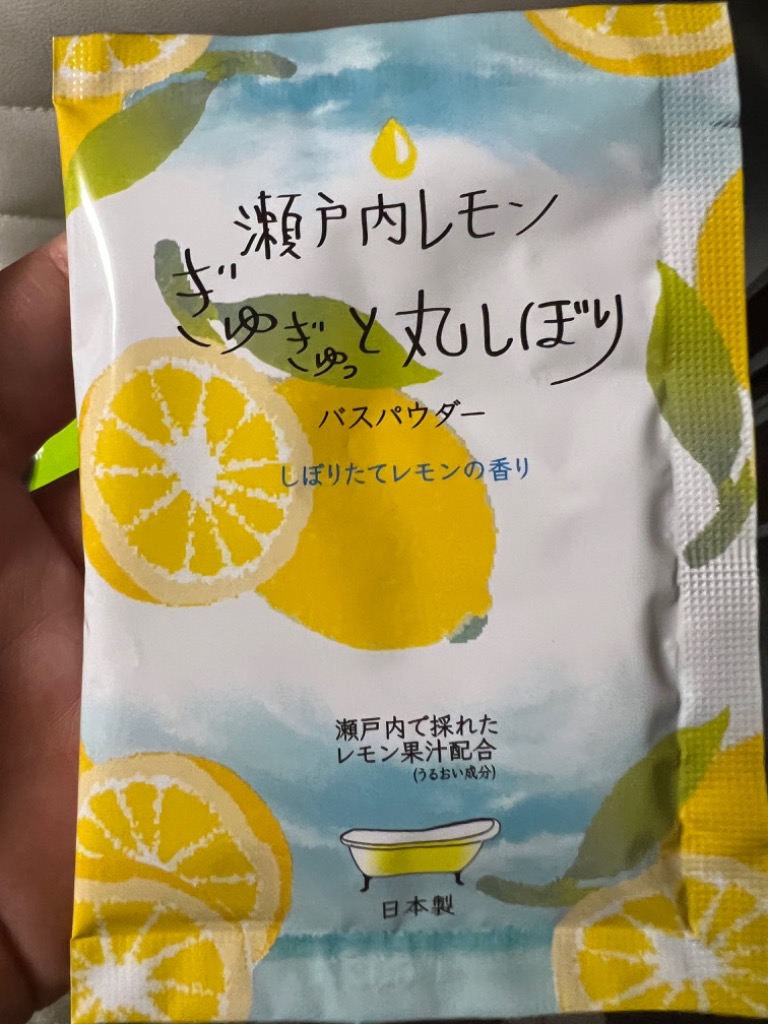 瀬戸内レモン
ぎゅぎゅっと丸しぼり
バスパウダー
しぼりたてレモンの香り
瀬戸内で採れた
レモン果汁配合
(うるおい成分)
日本製